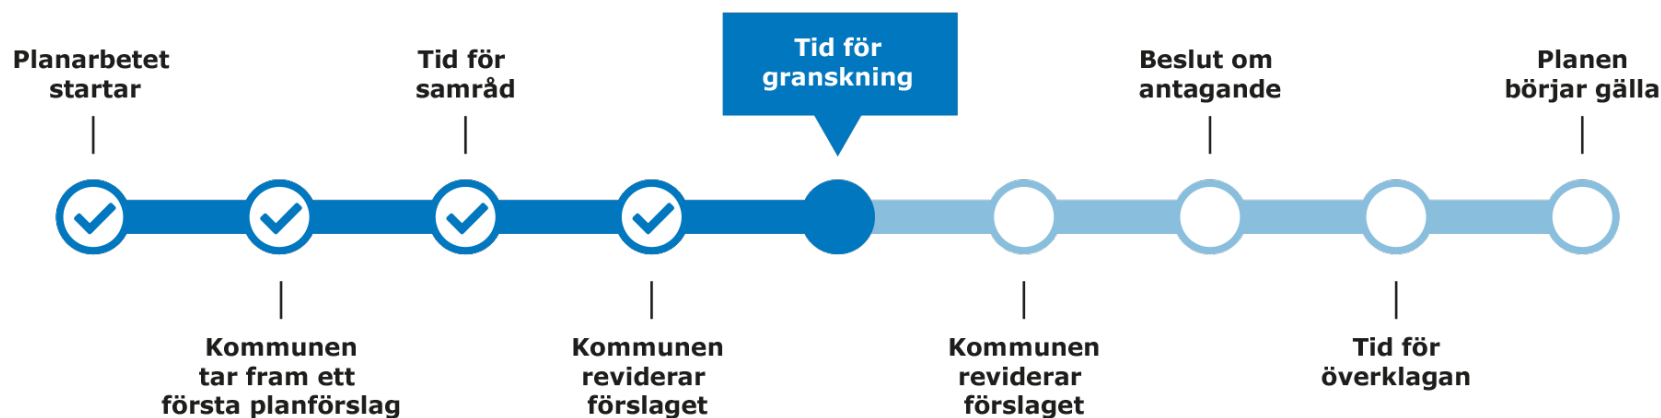 Planarbetet
startar
Kommunen
tar fram ett
första planförslag
Tid för
samråd
Kommunen
reviderar
förslaget
Tid för
granskning
Kommunen
reviderar
förslaget
Beslut om
antagande
Tid för
överklagan
Planen
börjar gälla